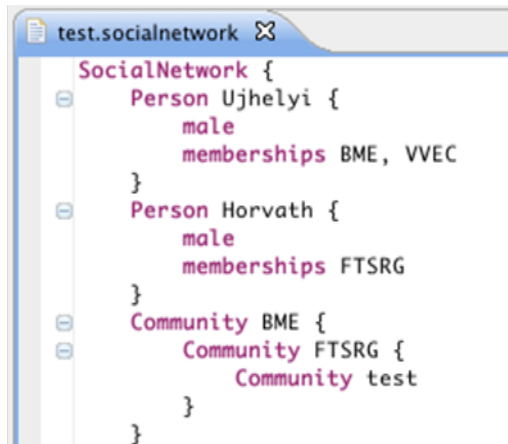 test.socialnetwork
SocialNetwork {
Person Ujhelyi {
male
memberships BME, VVEC
}
Person Horvath {
male
memberships FTSRG
}
Community BME {
Community FTSRG {
Community test
}
}